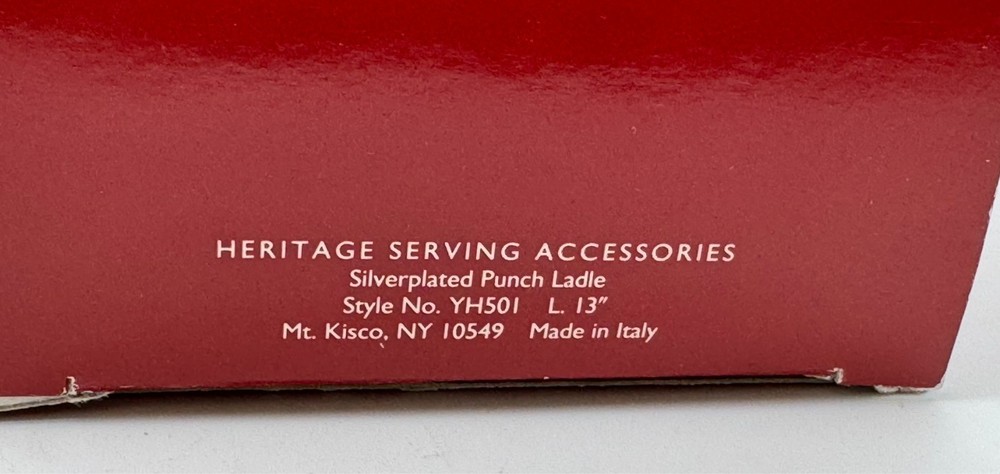 HERITAGE SERVING ACCESSORIES
Silverplated Punch Ladle
Style No. YH501 L. 13"
Mt. Kisco, NY 10549 Made in Italy